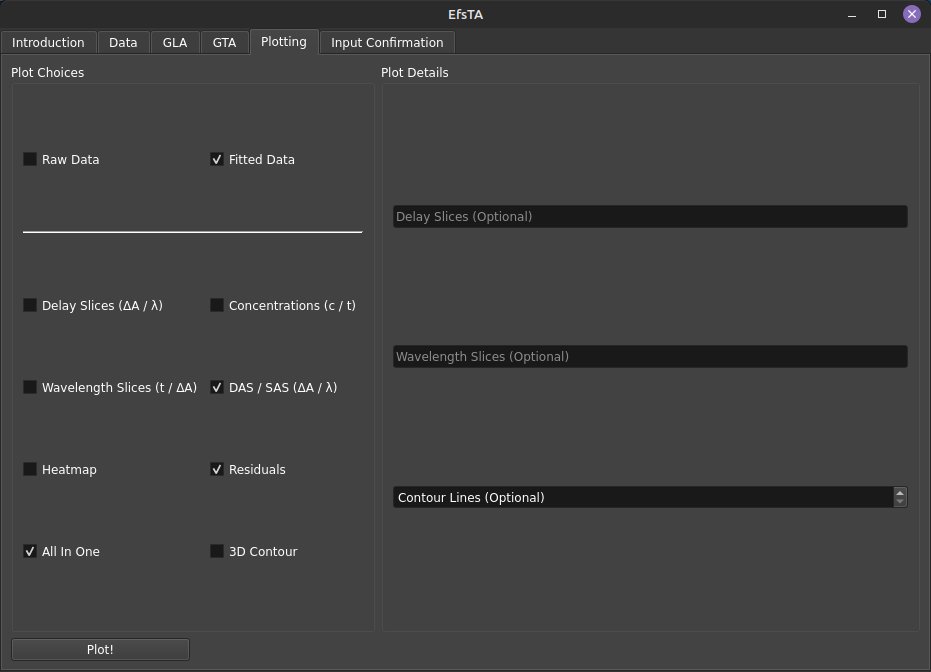 EfsTA
Introduction Data GLA GTA Plotting Input Confirmation
Plot Choices
Raw Data Fitted Data
Delay Slices (ΔA / λ) Concentrations (c / t)
Wavelength Slices (t / ΔA) DAS / SAS (ΔA / λ)
Heatmap Residuals
All In One 3D Contour
Plot!
Plot Details
Delay Slices (Optional)
Wavelength Slices (Optional)
Contour Lines (Optional)